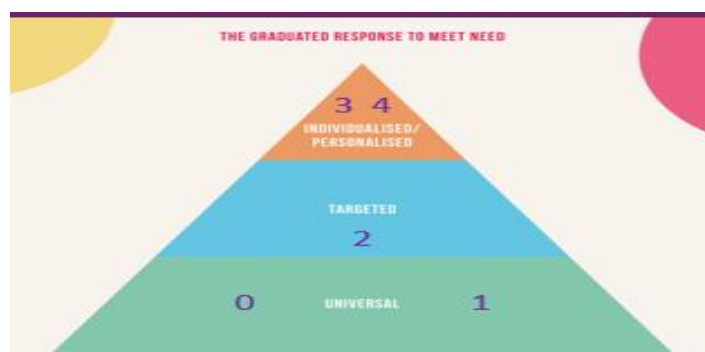 THE GRADUATED RESPONSE TO MEET NEED
3 4
INDIVIDUALISED/
PERSONALISED
TARGETED
2
0 UNIVERSAL 1